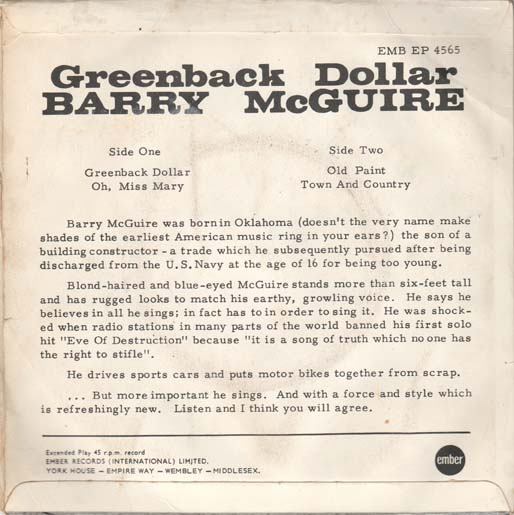 EMB EP 4565
Greenback Dollar
BARRY McGUIRE
Side One
Greenback Dollar
Oh, Miss Mary
Side Two
Old Paint
Town And Country
Barry McGuire was born in Oklahoma (doesn't the very name make
shades of the earliest American music ring in your ears?) the son of a
building constructor - a trade which he subsequently pursued after being
discharged from the U.S. Navy at the age of 16 for being too young.
Blond-haired and blue-eyed McGuire stands more than six-feet tall
and has rugged looks to match his earthy, growling voice. He says he
believes in all he sings; in fact has to in order to sing it. He was shock-
ed when radio stations in many parts of the world banned his first solo
hit "Eve Of Destruction" because "it is a song of truth which no one has
the right to stifle".
He drives sports cars and puts motor bikes together from scrap.
... But more important he sings. And with a force and style which
is refreshingly new. Listen and I think you will agree.
Extended Play 45 r.p.m. record
EMBER RECORDS (INTERNATIONAL) LIMITED.
YORK HOUSE — EMPIRE WAY — WEMBLEY — MIDDLESEX.
ember